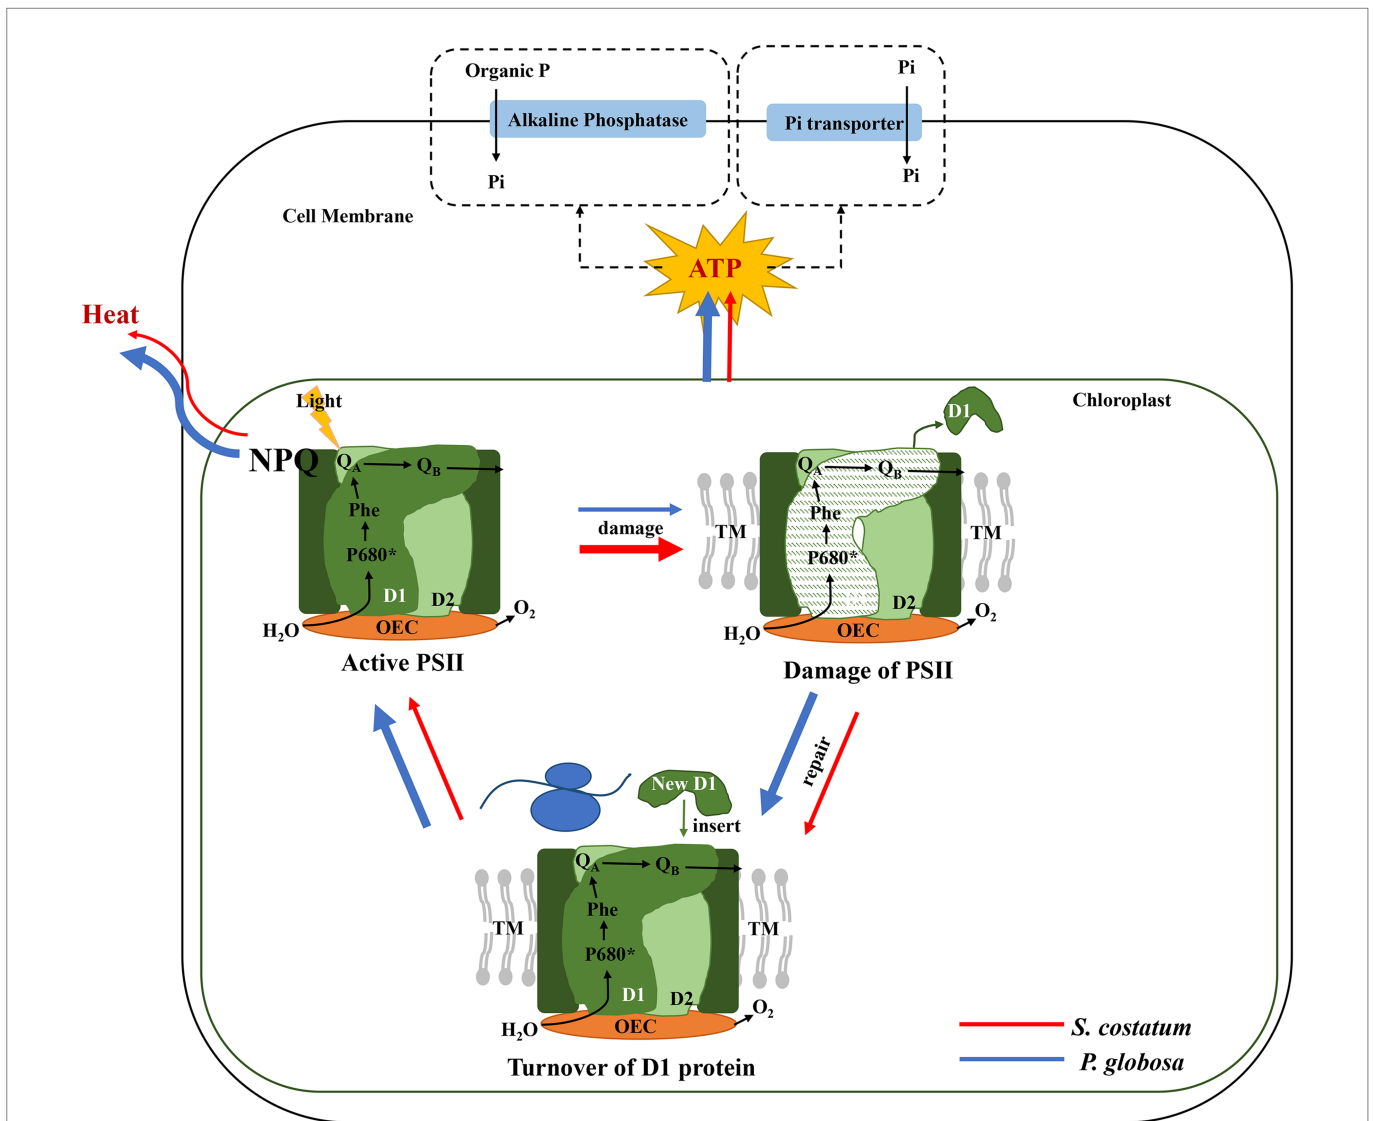 Organic P
Pi
Alkaline Phosphatase
Pi transporter
Pi
Pi
Cell Membrane
ATP
Heat
Light
Chloroplast
D1
NPQ
QA
QB
Phe
P680*
D1
D2
H2O
OEC
O2
Active PSII
damage
TM
QA
QB
Phe
P680*
TM
D2
H2O
OEC
O2
Damage of PSII
repair
New D1
insert
QA
QB
Phe
TM
TM
P680*
D1
D2
H2O
OEC
O2
Turnover of D1 protein
S. costatum
P. globosa